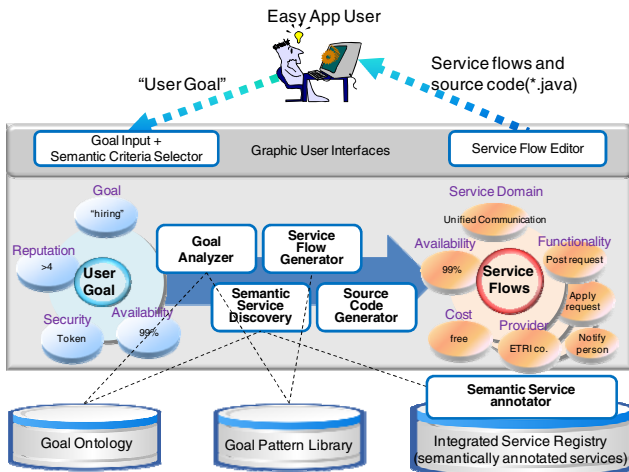 Easy App User
"User Goal"
Service flows and
source code(*.java)
Goal Input +
Semantic Criteria Selector
Graphic User Interfaces
Service Flow Editor
Goal
"hiring"
Reputation
>4
User
Goal
Security
Token
Availability
99%
Goal
Analyzer
Service
Flow
Generator
Semantic
Service
Discovery
Source
Code
Generator
Service Domain
Unified Communication
Availability
99%
Functionality
Post request
Service
Flows
Apply
request
Cost
free
Provider
ETRI co.
Notify
person
Semantic Service
annotator
Goal Ontology
Goal Pattern Library
Integrated Service Registry
(semantically annotated services)